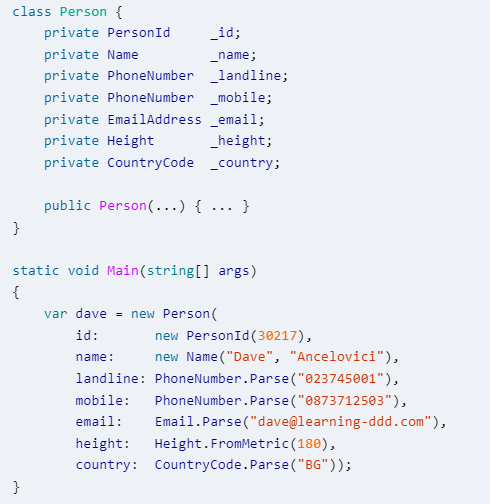 class Person {
    private PersonId     _id;
    private Name         _name;
    private PhoneNumber  _landline;
    private PhoneNumber  _mobile;
    private EmailAddress _email;
    private Height       _height;
    private CountryCode  _country;

    public Person(...) { ... }
}

static void Main(string[] args)
{
    var dave = new Person(
        id:       new PersonId(30217),
        name:     new Name("Dave", "Ancelovici"),
        landline: PhoneNumber.Parse("023745001"),
        mobile:   PhoneNumber.Parse("0873712503"),
        email:    Email.Parse("dave@learning-ddd.com"),
        height:   Height.FromMetric(180),
        country:  CountryCode.Parse("BG"));
}